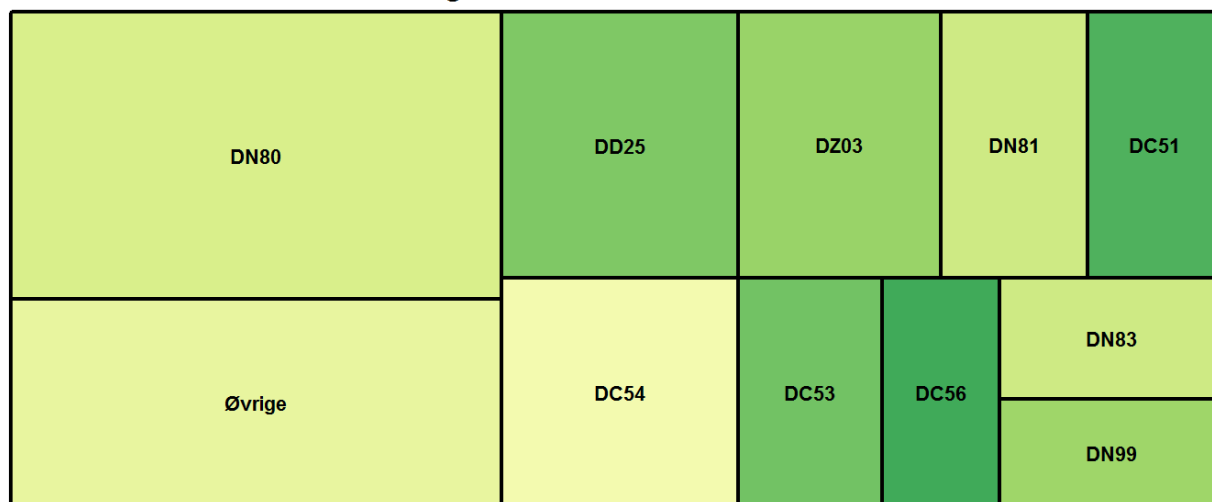 DN80
DD25
DZ03
DN81
DC51
DN83
Øvrige
DC54
DC53
DC56
DN99